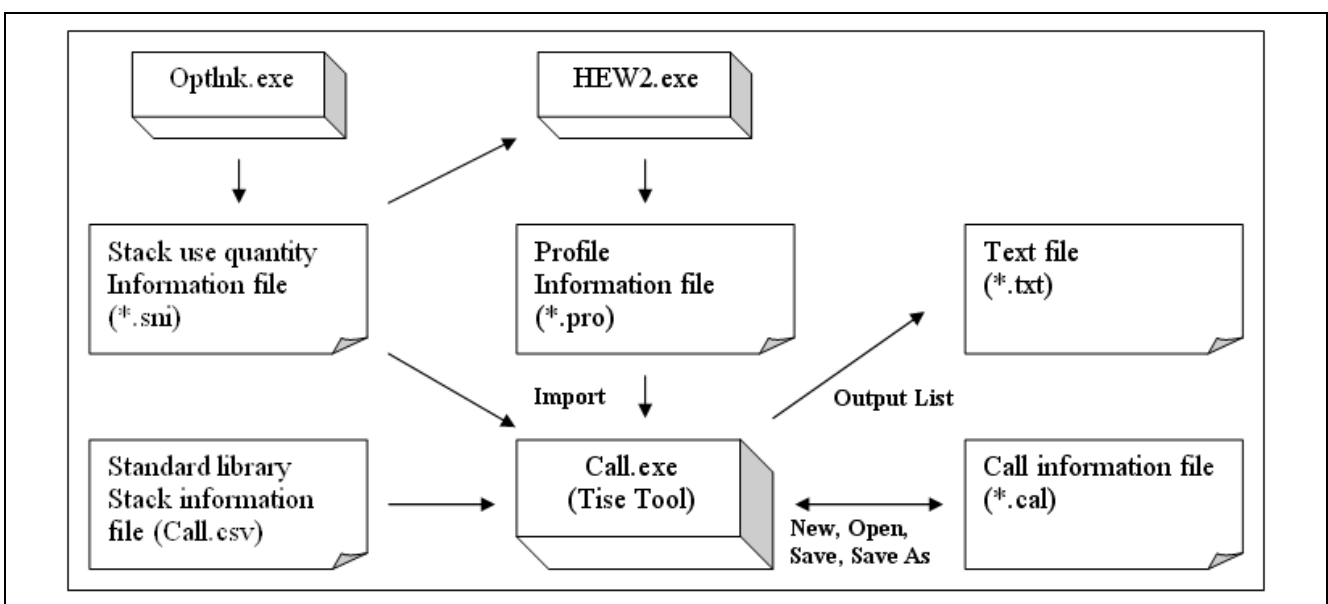 Optlnk.exe
HEW2.exe
Stack use quantity
Information file
(*.sni)
Profile
Information file
(*.pro)
Text file
(*.txt)
Import
Output List
Standard library
Stack information
file (Call.csv)
Call.exe
(Tise Tool)
Call information file
(*.cal)
New, Open,
Save, Save As